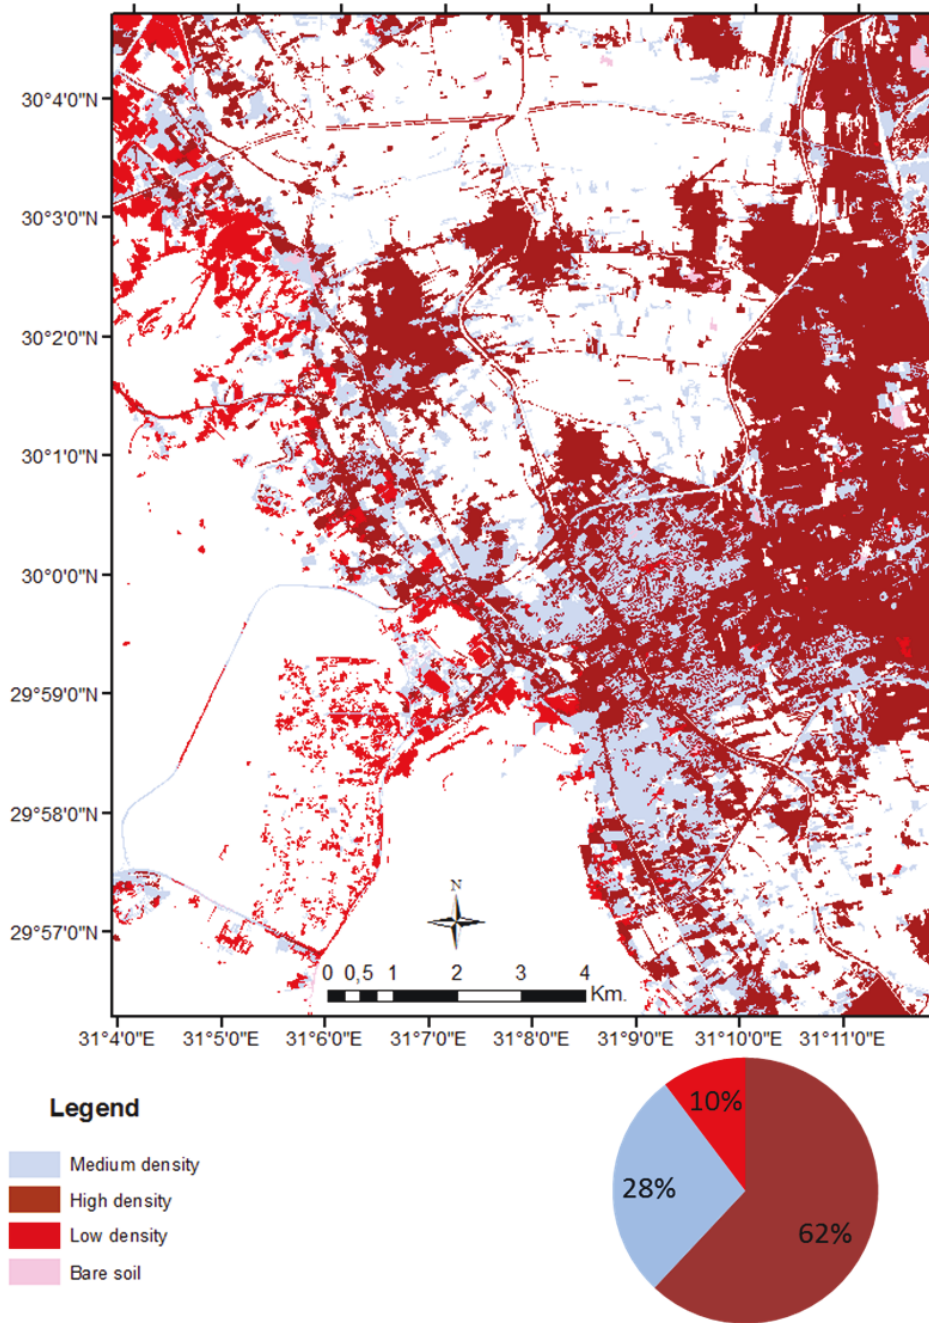 30°4'0"N
30°3'0"N
30°2'0"N
30°1'0"N
30°0'0"N
29°59'0"N
29°58'0"N
29°57'0"N
N
0 0,5 1 2 3 4
Km.
31°4'0"E 31°5'0"E 31°6'0"E 31°7'0"E 31°8'0"E 31°9'0"E 31°10'0"E 31°11'0"E
Legend
Medium density
High density
Low density
Bare soil
10%
28%
62%